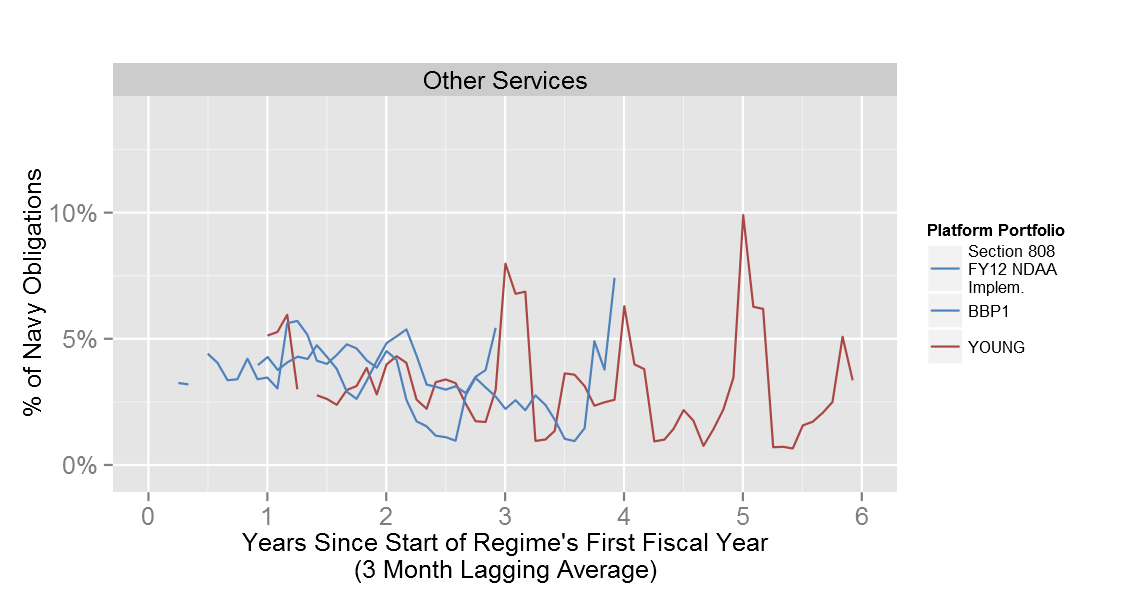 Other Services
% of Navy Obligations
10%
5%
0%
0 1 2 3 4 5 6
Years Since Start of Regime's First Fiscal Year
(3 Month Lagging Average)
Platform Portfolio
Section 808
FY12 NDAA
Implem.
BBP1
YOUNG